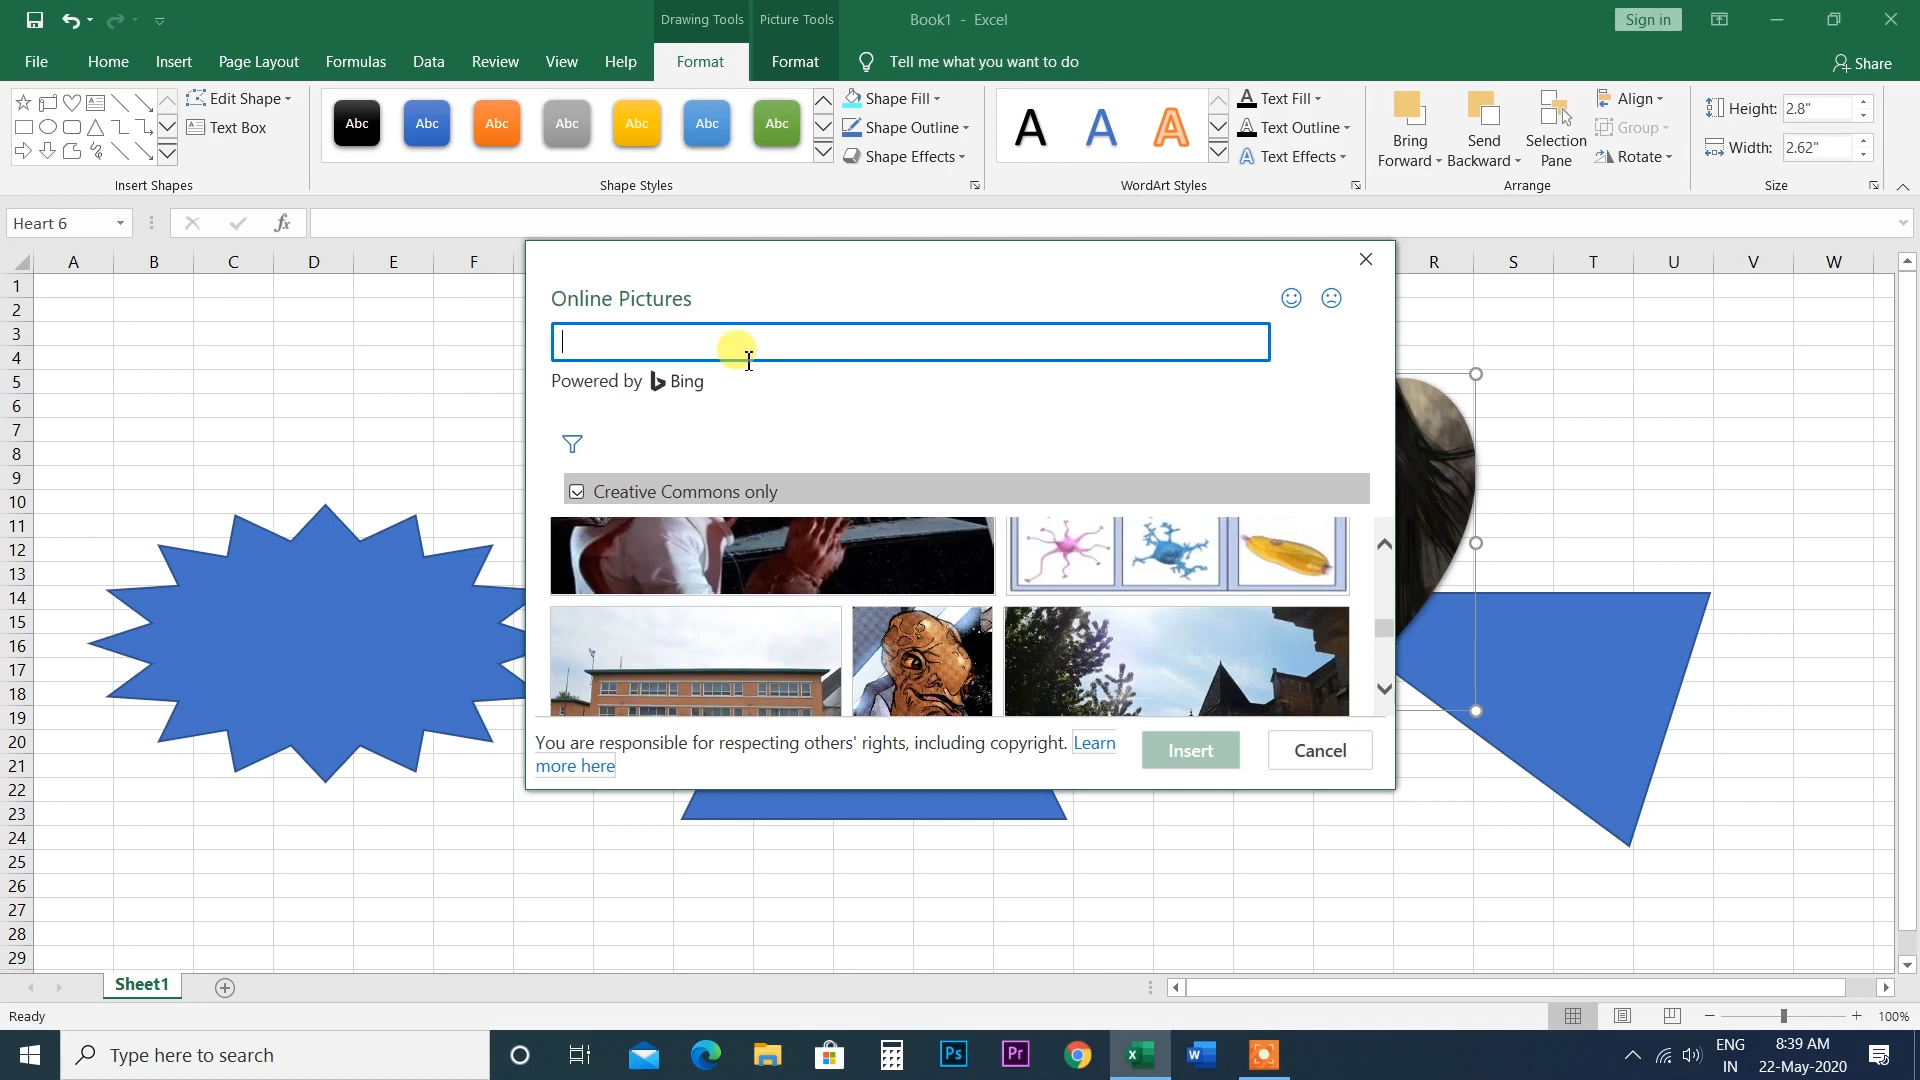 Drawing Tools
Picture Tools
Book1 - Excel
Sign in
File
Home
Insert
Page Layout
Formulas
Data
Review
View
Help
Format
Format
Tell me what you want to do
Share
Edit Shape
Text Box
Insert Shapes
Abc
Abc
Abc
Abc
Abc
Abc
Abc
Shape Fill
Shape Outline
Shape Effects
Shape Styles
A
A
A
Text Fill
Text Outline
Text Effects
WordArt Styles
Bring
Forward
Send
Backward
Selection
Pane
Align
Group
Rotate
Arrange
Height: 2.8"
Width: 2.62"
Size
Heart 6
fx
A B C D E F R S T U V W
1
2
3
4
5
6
7
8
9
10
11
12
13
14
15
16
17
18
19
20
21
22
23
24
25
26
27
28
29
Online Pictures
Powered by Bing
Creative Commons only
You are responsible for respecting others' rights, including copyright. Learn
more here
Insert
Cancel
Sheet1
Ready
100%
Type here to search
Ps
Pr
ENG
IN
8:39 AM
22-May-2020